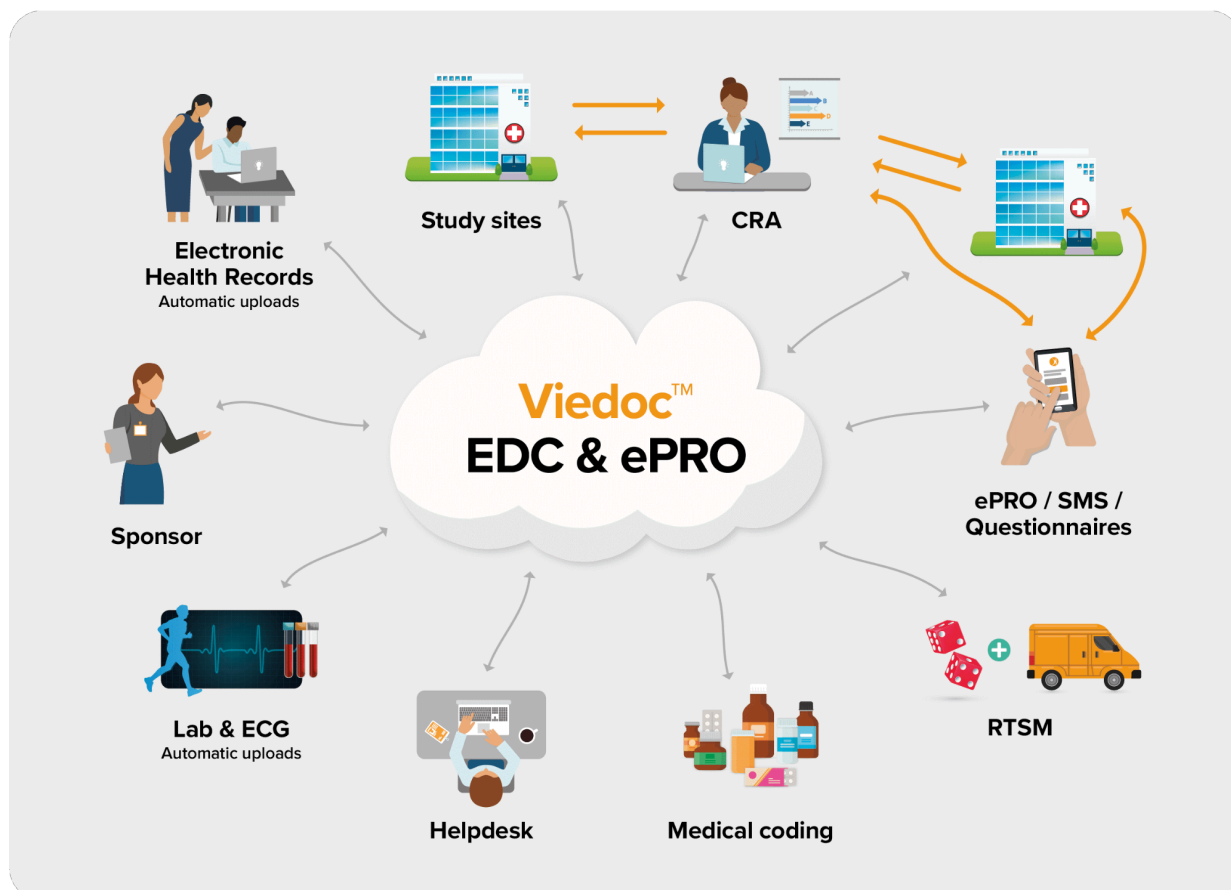 Study sites
CRA
A
B
C
D
E
Electronic
Health Records
Automatic uploads
Viedoc™
EDC & ePRO
Sponsor
ePRO / SMS /
Questionnaires
Lab & ECG
Automatic uploads
RTSM
Helpdesk
Medical coding